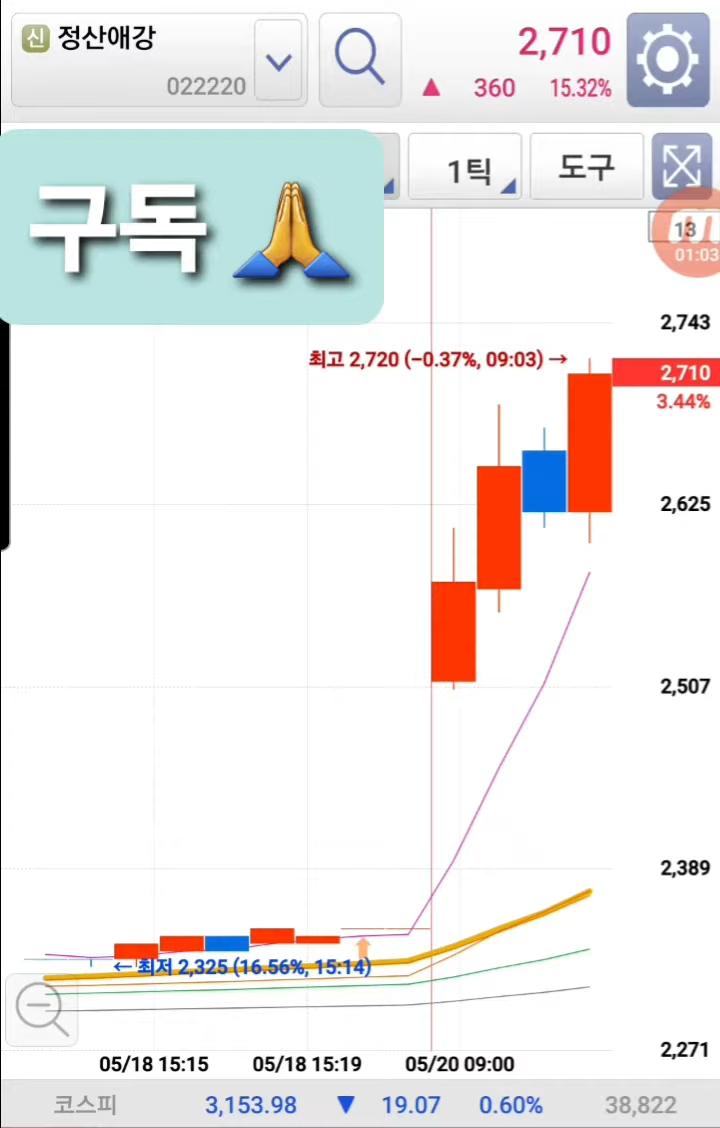 신 정산애강
022220
2,710
▲ 360 15.32%
구독 🙏
1틱
도구
13
01:03
2,743
최고 2,720 (−0.37%, 09:03) →
2,710
3.44%
2,625
2,507
2,389
← 최저 2,325 (16.56%, 15:14)
2,271
05/18 15:15 05/18 15:19 05/20 09:00
코스피 3,153.98 ▼ 19.07 0.60% 38,822